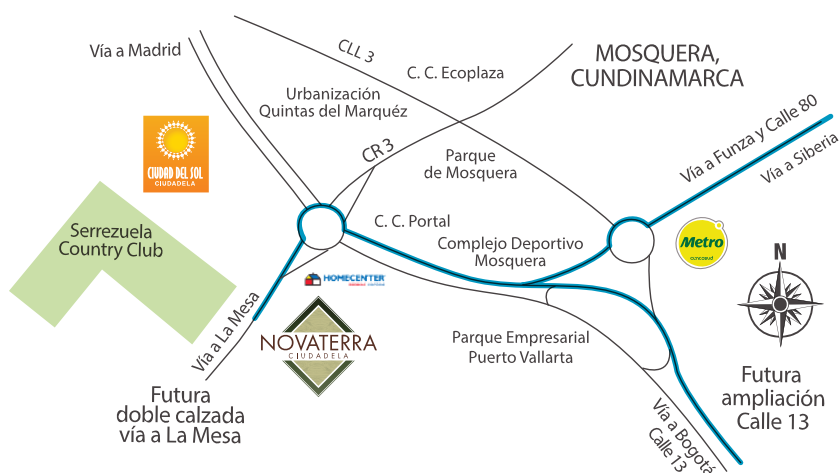 Vía a Madrid
CLL 3
C. C. Ecoplaza
MOSQUERA,
CUNDINAMARCA
Urbanización
Quintas del Marquéz
CR 3
Parque
de Mosquera
Vía a Funza y Calle 80
Vía a Siberia
CIUDAD DEL SOL
CIUDADELA
Serrezuela
Country Club
C. C. Portal
Complejo Deportivo
Mosquera
Metro
cencosud
N
HOMECENTER
Vía a La Mesa
NOVATERRA
CIUDADELA
Parque Empresarial
Puerto Vallarta
Futura
doble calzada
vía a La Mesa
Vía a Bogotá
Calle 13
Futura
ampliación
Calle 13